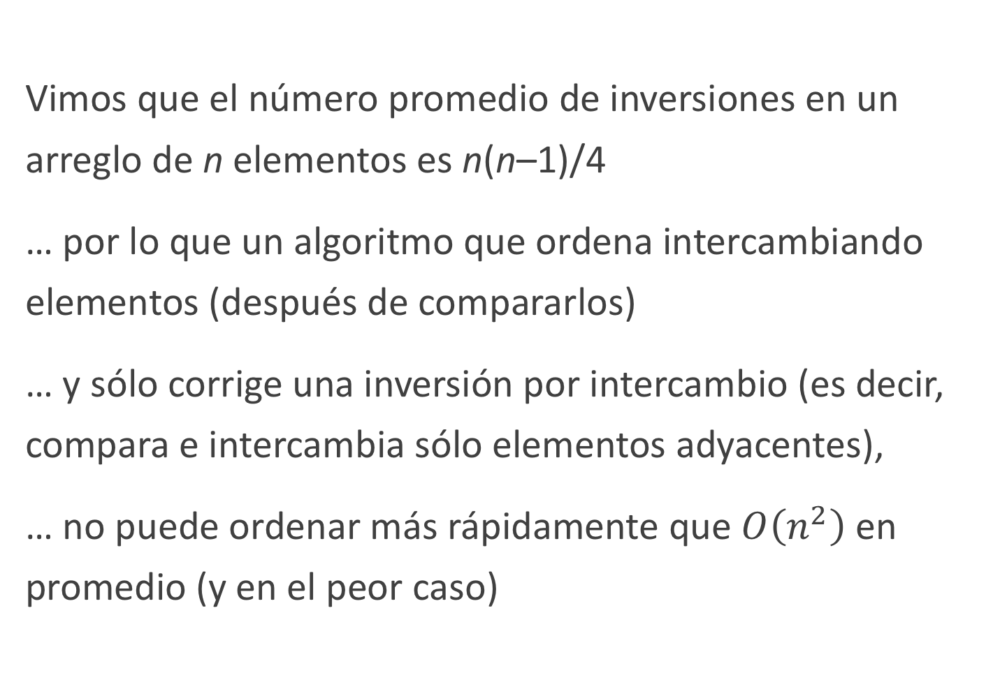 Vimos que el número promedio de inversiones en un
arreglo de n elementos es n(n–1)/4
… por lo que un algoritmo que ordena intercambiando
elementos (después de compararlos)
… y sólo corrige una inversión por intercambio (es decir,
compara e intercambia sólo elementos adyacentes),
… no puede ordenar más rápidamente que O(n²) en
promedio (y en el peor caso)